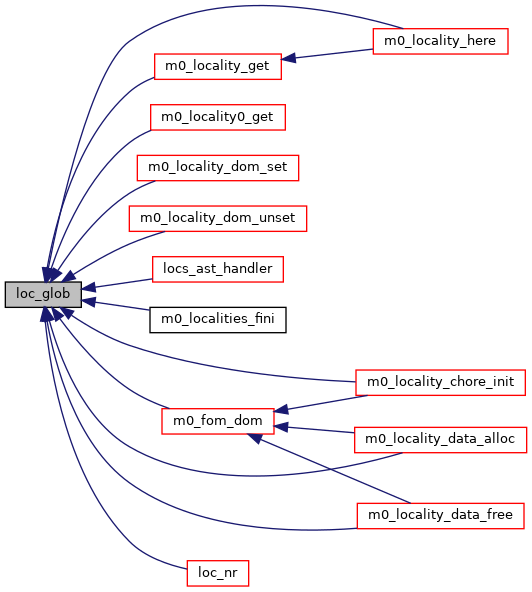 m0_locality_here
m0_locality_get
m0_locality0_get
m0_locality_dom_set
m0_locality_dom_unset
locs_ast_handler
loc_glob
m0_localities_fini
m0_locality_chore_init
m0_fom_dom
m0_locality_data_alloc
m0_locality_data_free
loc_nr